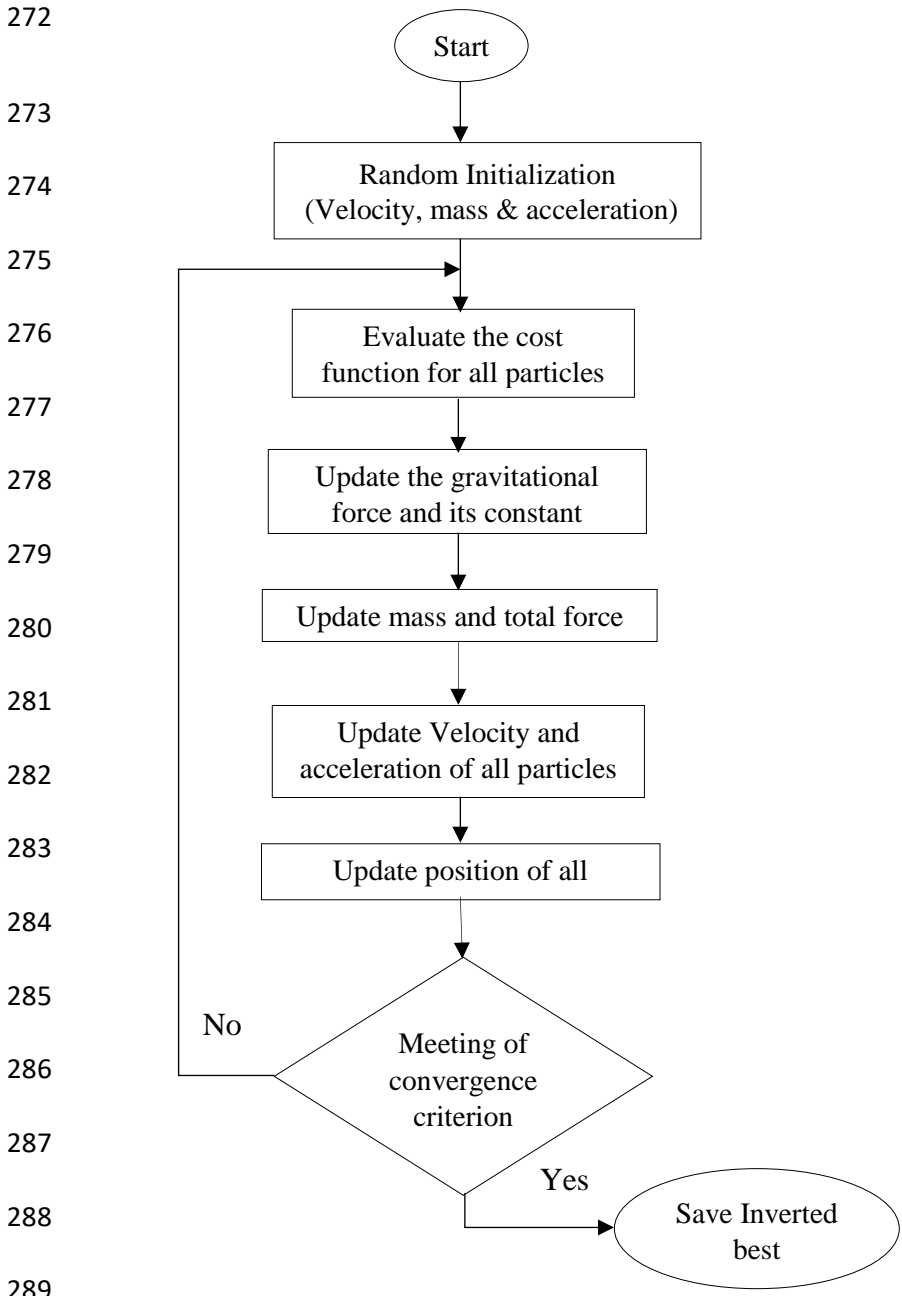 272
Start
273
274
Random Initialization
(Velocity, mass & acceleration)
275
276
Evaluate the cost
function for all particles
277
278
Update the gravitational
force and its constant
279
280
Update mass and total force
281
Update Velocity and
282
acceleration of all particles
283
Update position of all
284
285
No
286
Meeting of
convergence
criterion
287
Yes
288
Save Inverted
best
289